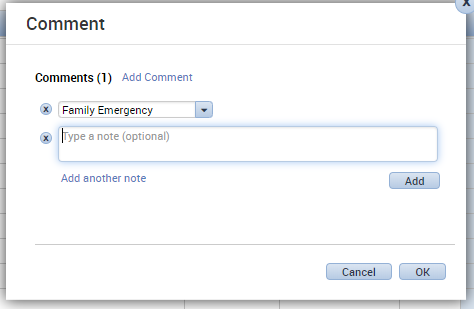 x
Comment
Comments (1) Add Comment
x Family Emergency
x Type a note (optional)
Add another note Add
Cancel OK